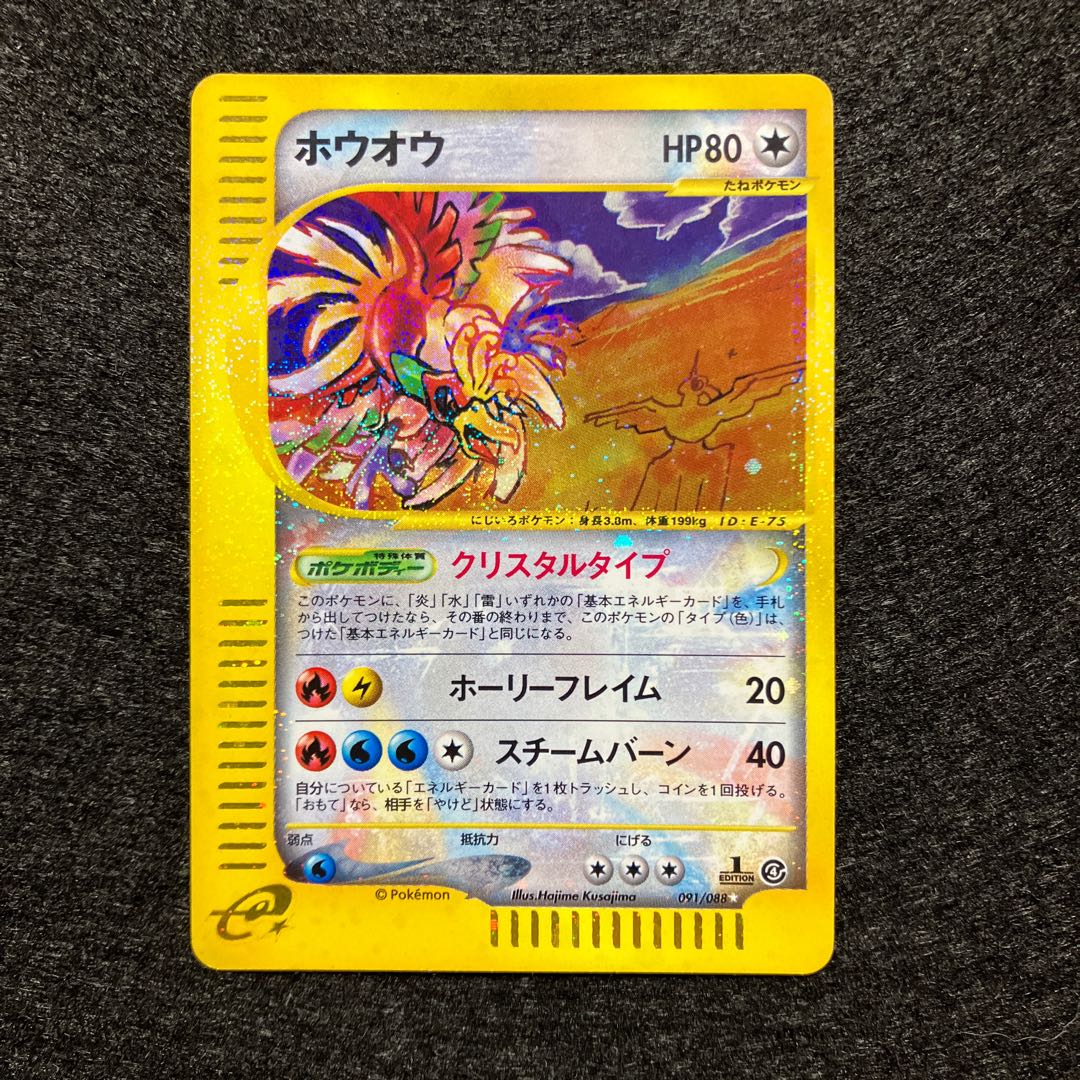 ホウオウ HP80
たねポケモン
にじいろポケモン：身長3.8m、体重199kg ID：E-75
特殊体質
ポケボディー クリスタルタイプ
このポケモンに、「炎」「水」「雷」いずれかの「基本エネルギーカード」を、手札
から出してつけたなら、その番の終わりまで、このポケモンの「タイプ（色）」は、
つけた「基本エネルギーカード」と同じになる。
ホーリーフレイム 20
スチームバーン 40
自分についている「エネルギーカード」を1枚トラッシュし、コインを1回投げる。
「おもて」なら、相手を「やけど」状態にする。
弱点 抵抗力 にげる
1
EDITION
4
© Pokémon Illus.Hajime Kusajima 091/088★
e